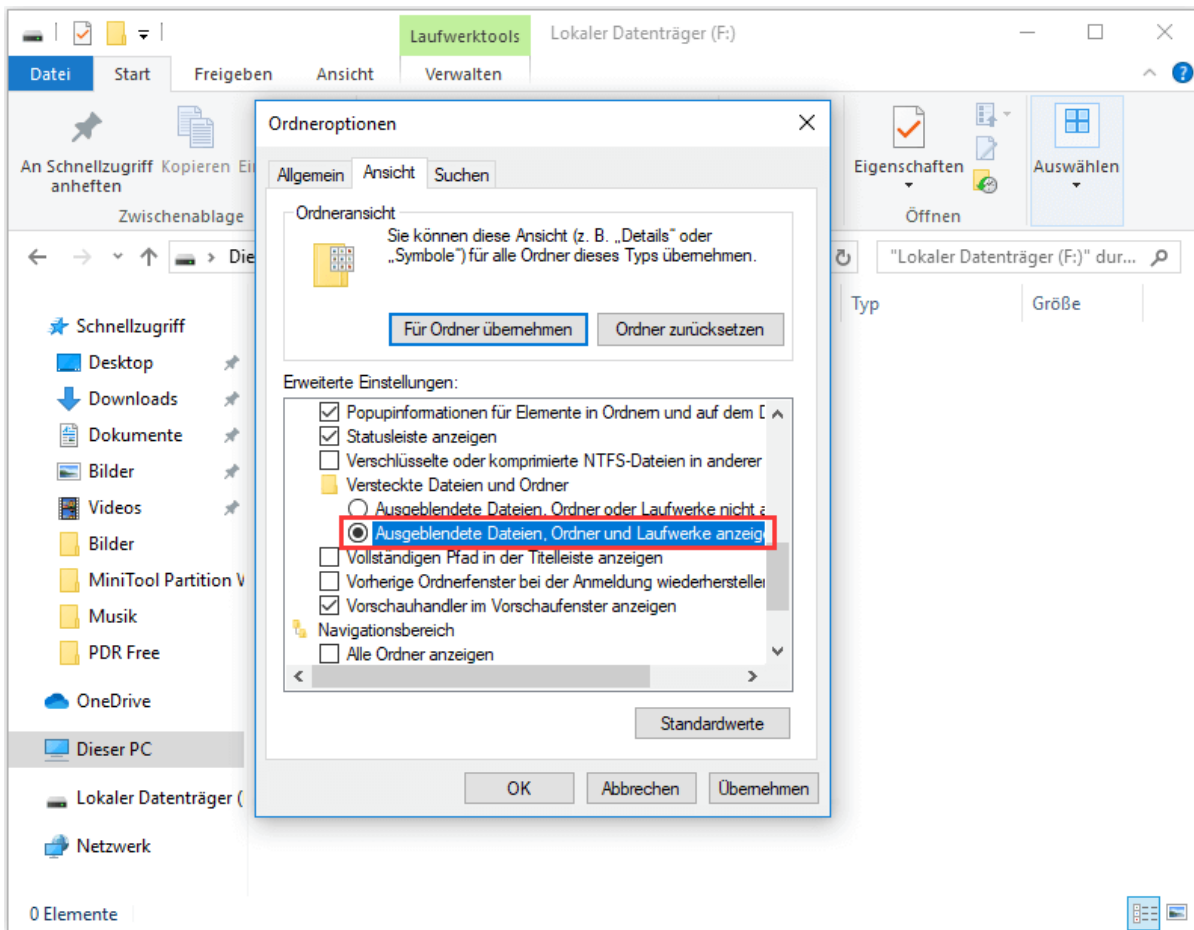 Laufwerktools
Lokaler Datenträger (F:)
Datei
Start
Freigeben
Ansicht
Verwalten
?
An Schnellzugriff
anheften
Kopieren
Zwischenablage
Eigenschaften
Öffnen
Auswählen
"Lokaler Datenträger (F:)" dur...
Typ
Größe
Schnellzugriff
Desktop
Downloads
Dokumente
Bilder
Videos
Bilder
MiniTool Partition
Musik
PDR Free
OneDrive
Dieser PC
Lokaler Datenträger (
Netzwerk
0 Elemente
Ordneroptionen
Allgemein
Ansicht
Suchen
Ordneransicht
Sie können diese Ansicht (z. B. „Details" oder
„Symbole") für alle Ordner dieses Typs übernehmen.
Für Ordner übernehmen
Ordner zurücksetzen
Erweiterte Einstellungen:
Popupinformationen für Elemente in Ordnern und auf dem
Statusleiste anzeigen
Verschlüsselte oder komprimierte NTFS-Dateien in anderer
Versteckte Dateien und Ordner
Ausgeblendete Dateien, Ordner oder Laufwerke nicht
Ausgeblendete Dateien, Ordner und Laufwerke anzeig
Vollständigen Pfad in der Titelleiste anzeigen
Vorherige Ordnerfenster bei der Anmeldung wiederherstellen
Vorschauhandler im Vorschaufenster anzeigen
Navigationsbereich
Alle Ordner anzeigen
Standardwerte
OK
Abbrechen
Übernehmen